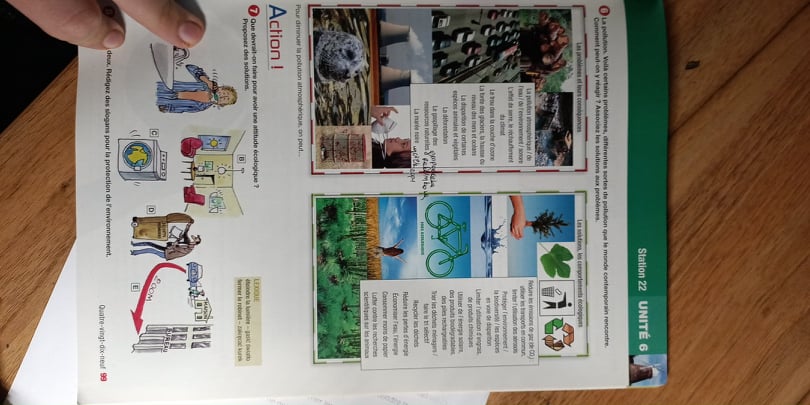 Station 22 UNITÉ 6
6 La pollution. Voilà certains problèmes, différentes sortes de pollution que le monde contemporain rencontre.
Comment peut-on y réagir ? Associez les solutions aux problèmes.
Les problèmes et leurs conséquences
La pollution atmosphérique / de
l'eau / de l'environnement / sonore
L'effet de serre, le réchauffement
du climat
Le trou dans la couche d'ozone
La fonte des glaciers, la hausse du
niveau des mers et océans
La disparition de certaines
espèces animales et végétales
La déforestation
Le gaspillage des
ressources naturelles
La marée noire
Les solutions, les comportements écologiques
Réduire les émissions de gaz (de CO2) :
utiliser les transports en commun,
limiter l'utilisation des aérosols
Protéger l'environnement /
la biodiversité / les espèces
en voie de disparition
Limiter l'utilisation d'engrais,
de produits chimiques
Utiliser de l'énergie solaire,
des produits biodégradables,
des piles rechargeables
Trier les déchets ménagers /
faire le tri sélectif
Recycler les déchets
Réduire les pertes d'énergie
Économiser l'eau, l'énergie
Consommer moins de papier
Lutter contre les recherches
scientifiques sur les animaux
Pour diminuer la pollution atmosphérique, on peut...
Action !
7 Que devrait-on faire pour avoir une attitude écologique ?
Proposez des solutions.
LEXIQUE
éteindre la lumière – gasić światło
fermer le robinet – zakręcać kurek
B
MAISON
BUREAU
C
D
ZOOM
E
deux. Rédigez des slogans pour la protection de l'environnement.
Quatre-vingt-dix-neuf 99